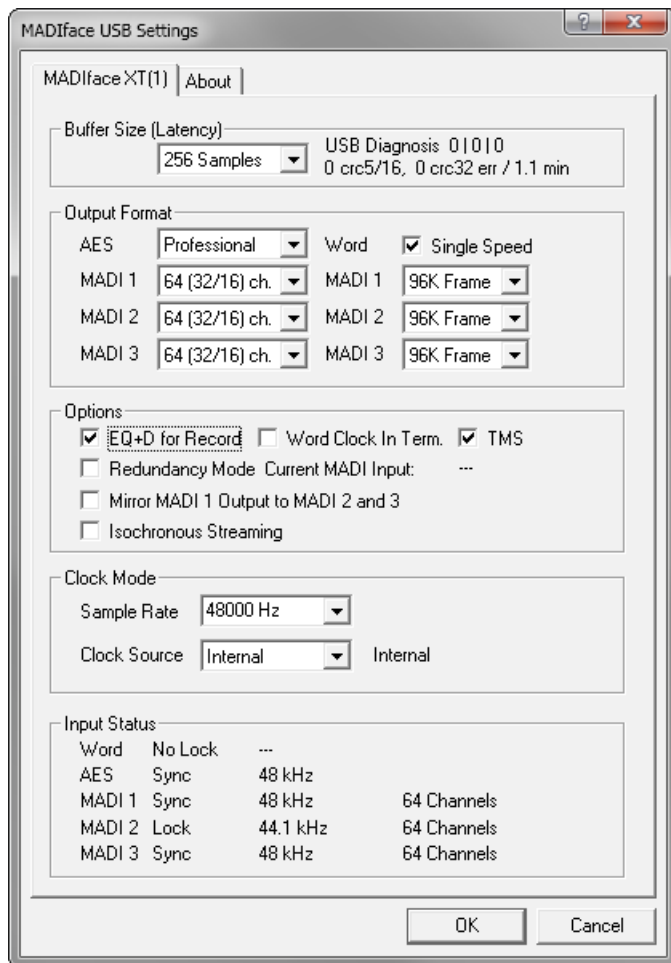 MADIface USB Settings
MADIface XT(1) About
Buffer Size (Latency)
256 Samples
USB Diagnosis 0|0|0
0 crc5/16, 0 crc32 err / 1.1 min
Output Format
AES Professional Word Single Speed
MADI 1 64 (32/16) ch. MADI 1 96K Frame
MADI 2 64 (32/16) ch. MADI 2 96K Frame
MADI 3 64 (32/16) ch. MADI 3 96K Frame
Options
EQ+D for Record Word Clock In Term. TMS
Redundancy Mode Current MADI Input: ---
Mirror MADI 1 Output to MADI 2 and 3
Isochronous Streaming
Clock Mode
Sample Rate 48000 Hz
Clock Source Internal Internal
Input Status
Word No Lock ---
AES Sync 48 kHz
MADI 1 Sync 48 kHz 64 Channels
MADI 2 Lock 44.1 kHz 64 Channels
MADI 3 Sync 48 kHz 64 Channels
OK Cancel